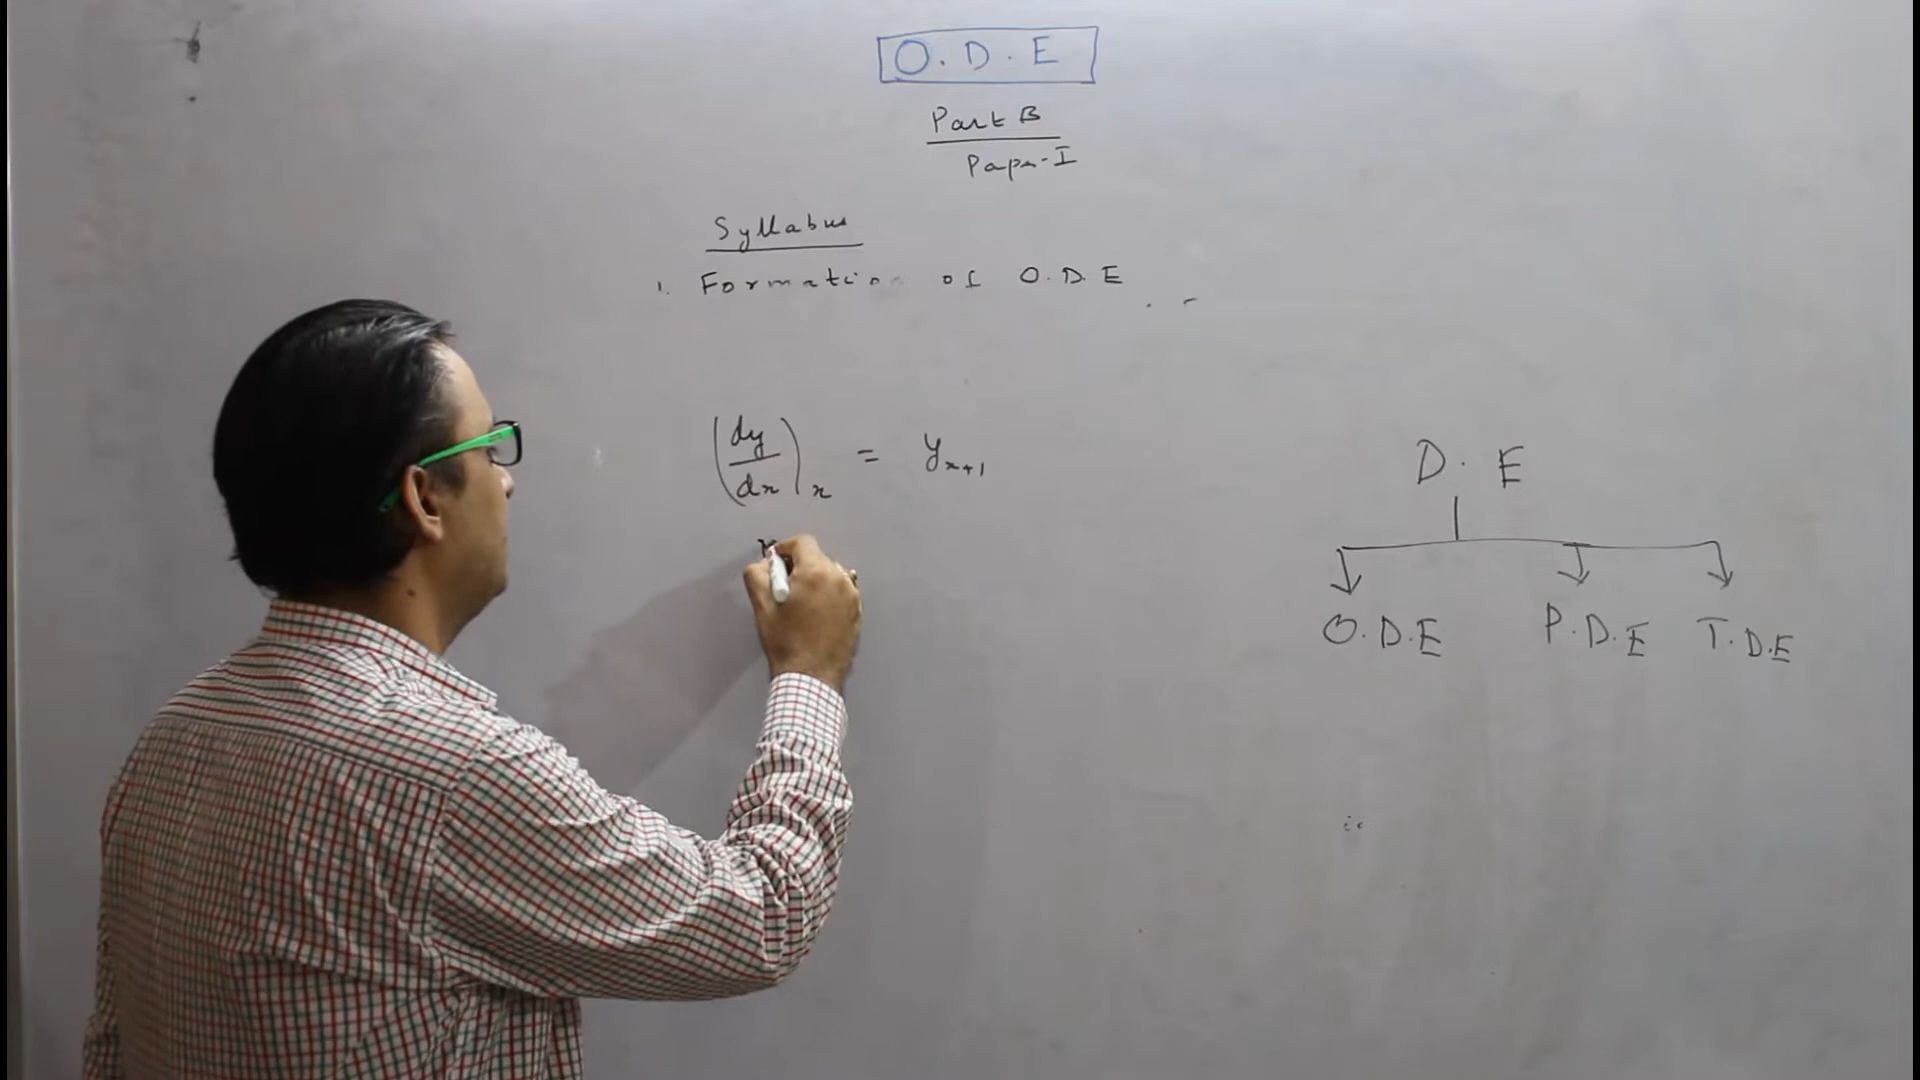 O. D. E
Part B
Paper-I
Syllabus
1. Formation of O.D.E
(dy/dx)x = yx+1
D. E
O.D.E P.D.E T.D.E